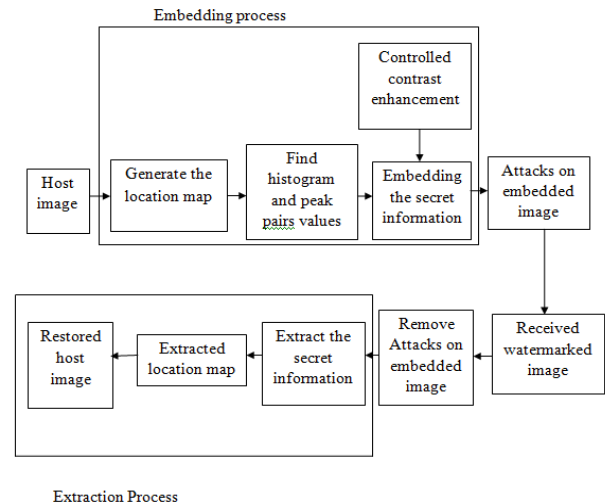 Embedding process
Controlled
contrast
enhancement
Host
image
Generate the
location map
Find
histogram
and peak
pairs values
Embedding
the secret
information
Attacks on
embedded
image
Restored
host
image
Extracted
location map
Extract the
secret
information
Remove
Attacks on
embedded
image
Received
watermarked
image
Extraction Process